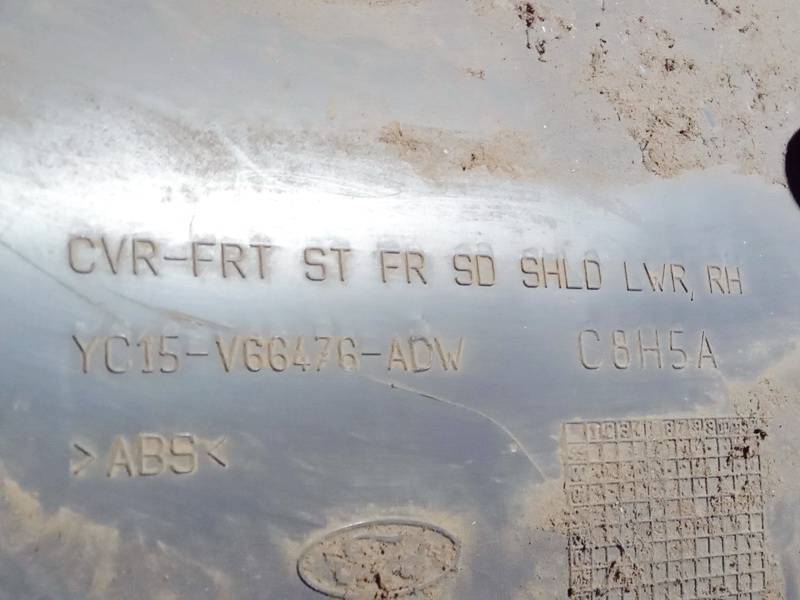 CVR-FRT ST FR SD SHLD LWR, RH
YC15-V66476-ADW C8H5A
>ABS<